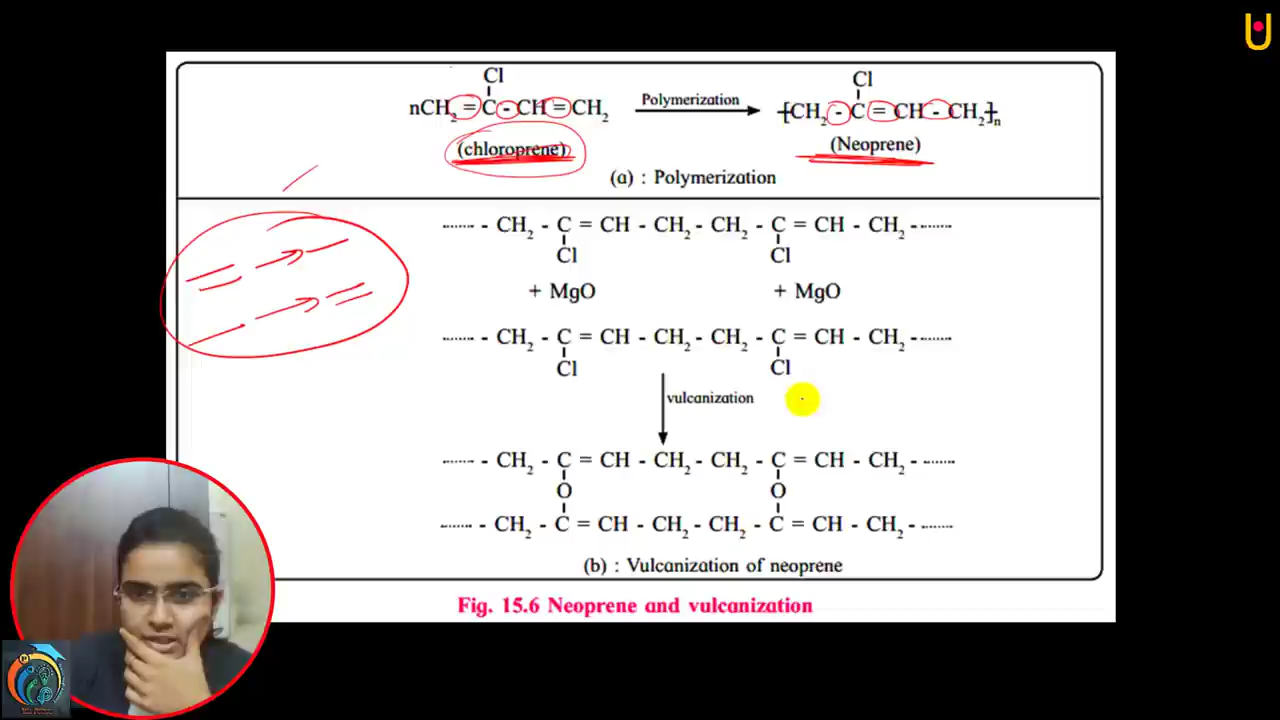 Cl
nCH₂ = C - CH = CH₂ Polymerization -[CH₂ - C = CH - CH₂]-ₙ
Cl
(chloroprene) (Neoprene)
(a) : Polymerization
....... - CH₂ - C = CH - CH₂ - CH₂ - C = CH - CH₂ - .......
Cl Cl
+ MgO + MgO
....... - CH₂ - C = CH - CH₂ - CH₂ - C = CH - CH₂ - .......
Cl Cl
vulcanization
....... - CH₂ - C = CH - CH₂ - CH₂ - C = CH - CH₂ - .......
O O
....... - CH₂ - C = CH - CH₂ - CH₂ - C = CH - CH₂ - .......
(b) : Vulcanization of neoprene
Fig. 15.6 Neoprene and vulcanization